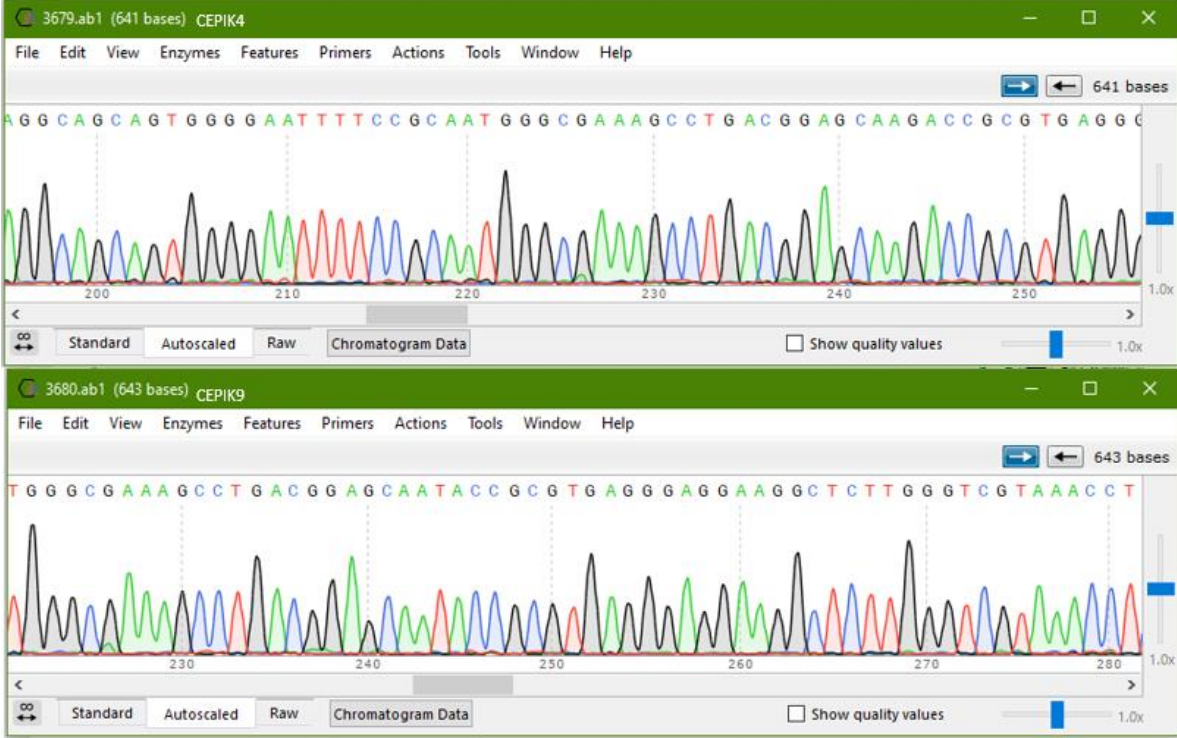 3679.ab1 (641 bases) CEPIK4
File Edit View Enzymes Features Primers Actions Tools Window Help
641 bases
A G G C A G C A G T G G G G A A T T T T C C G C A A T G G G C G A A A G C C T G A C G G A G C A A G A C C G C G T G A G G G
200 210 220 230 240 250
1.0x
Standard Autoscaled Raw Chromatogram Data Show quality values 1.0x
3680.ab1 (643 bases) CEPIK9
File Edit View Enzymes Features Primers Actions Tools Window Help
643 bases
T G G G C G A A A G C C T G A C G G A G C A A T A C C G C G T G A G G G A G G A A G G C T C T T G G G T C G T A A A C C T
230 240 250 260 270 280
1.0x
Standard Autoscaled Raw Chromatogram Data Show quality values 1.0x